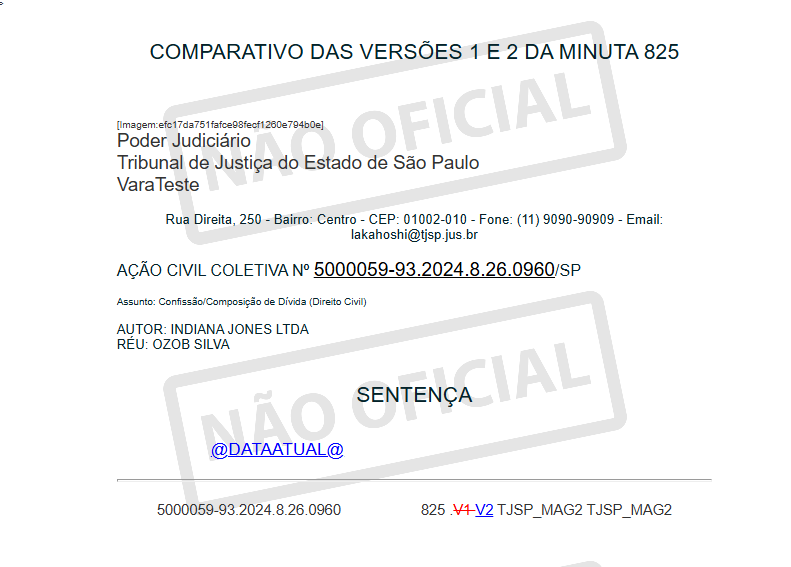 COMPARATIVO DAS VERSÕES 1 E 2 DA MINUTA 825
NÃO OFICIAL
[Imagem:efc17da751fafce98fecf1260e794b0e]
Poder Judiciário
Tribunal de Justiça do Estado de São Paulo
VaraTeste
Rua Direita, 250 - Bairro: Centro - CEP: 01002-010 - Fone: (11) 9090-90909 - Email:
lakahoshi@tjsp.jus.br
AÇÃO CIVIL COLETIVA Nº 5000059-93.2024.8.26.0960/SP
Assunto: Confissão/Composição de Dívida (Direito Civil)
AUTOR: INDIANA JONES LTDA
RÉU: OZOB SILVA
NÃO OFICIAL
SENTENÇA
@DATAATUAL@
5000059-93.2024.8.26.0960 825 .V1 V2 TJSP_MAG2 TJSP_MAG2